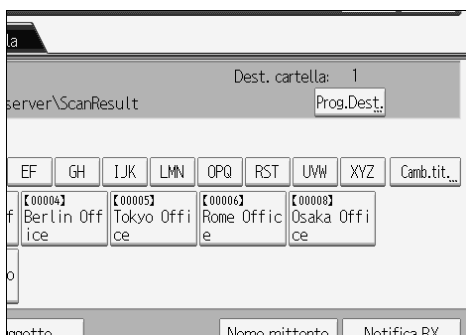 la
Dest. cartella: 1
server\ScanResult
Prog.Dest.
EF GH IJK LMN OPQ RST UVW XYZ Camb.tit.
[00004] [00005] [00006] [00008]
f Berlin Off Tokyo Offi Rome Offic Osaka Offi
ice ce e ce
o
Nome mittente Notifica RX